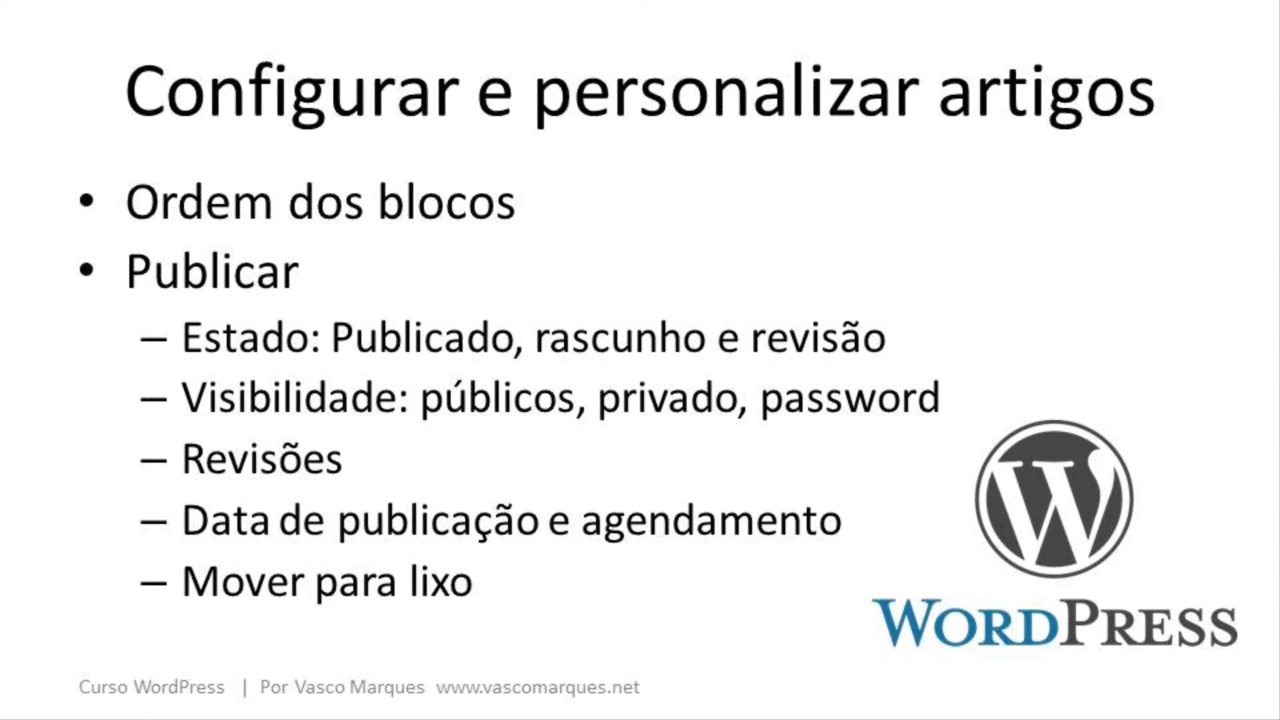 Configurar e personalizar artigos
• Ordem dos blocos
• Publicar
– Estado: Publicado, rascunho e revisão
– Visibilidade: públicos, privado, password
– Revisões
– Data de publicação e agendamento
– Mover para lixo
W
WORDPRESS
Curso WordPress | Por Vasco Marques www.vascomarques.net